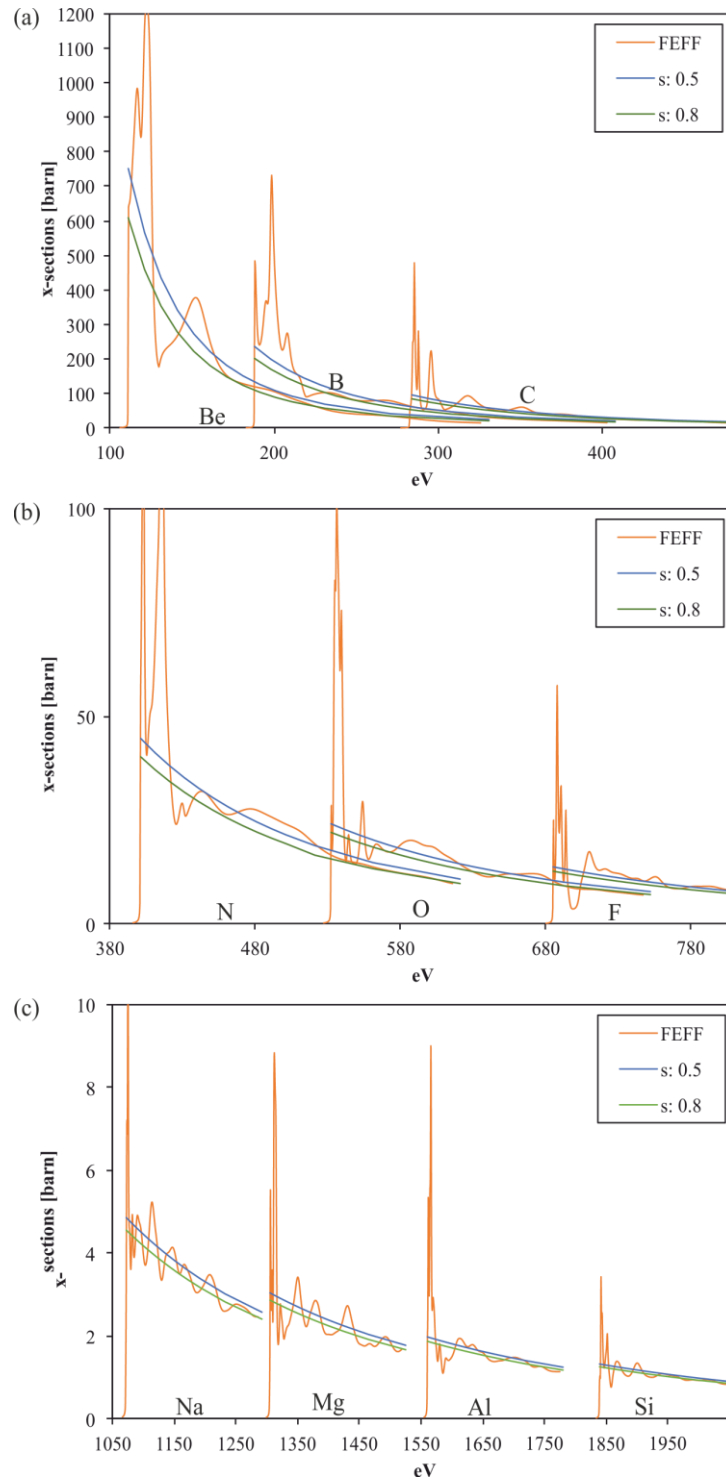 (a)
1200
1100
1000
900
800
700
600
500
400
300
200
100
0
x-sections [barn]
FEFF
s: 0.5
s: 0.8
Be
B
C
100
200
300
400
eV
(b)
100
50
0
x-sections [barn]
FEFF
s: 0.5
s: 0.8
N
O
F
380
480
580
680
780
eV
(c)
10
8
6
4
2
0
x-sections [barn]
FEFF
s: 0.5
s: 0.8
Na
Mg
Al
Si
1050
1150
1250
1350
1450
1550
1650
1750
1850
1950
eV